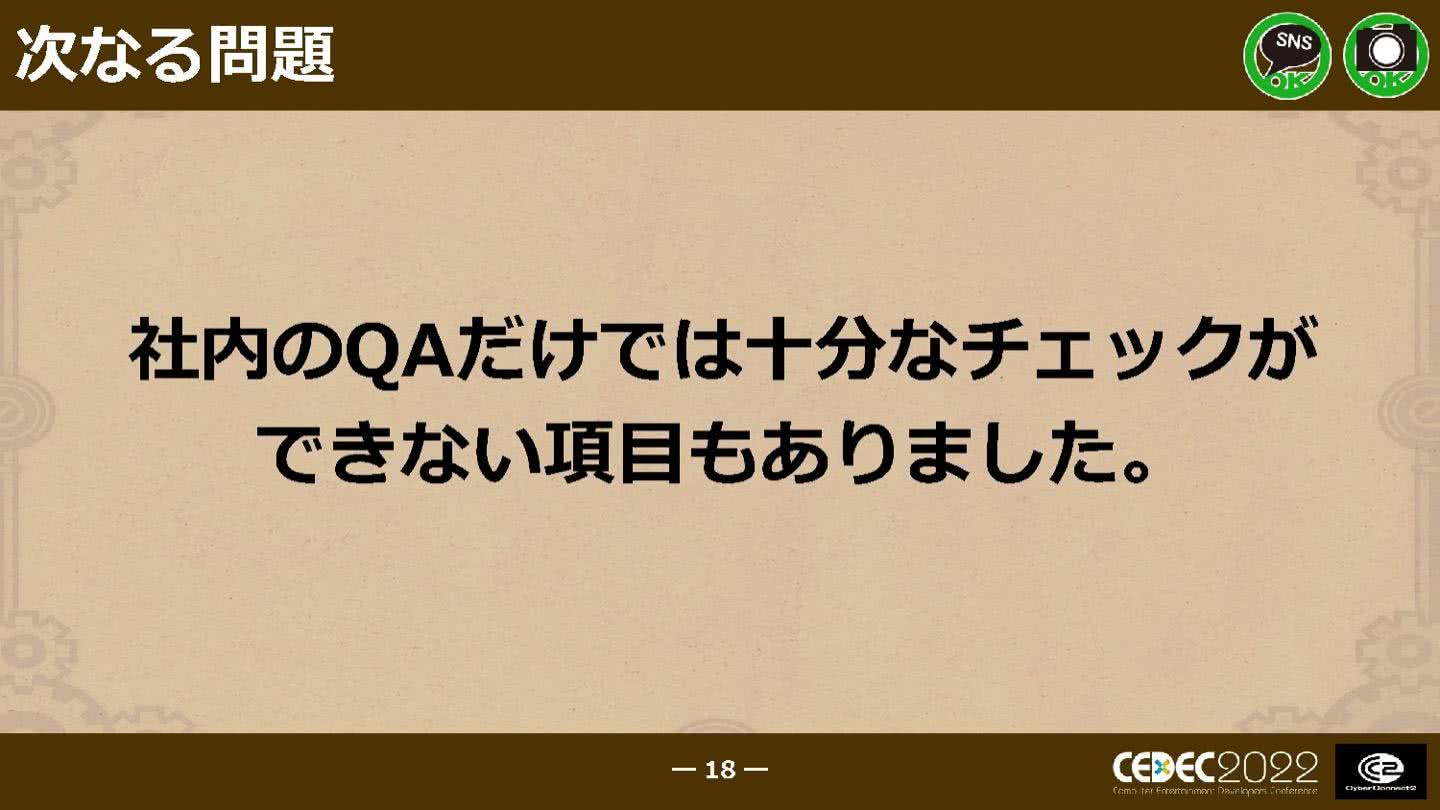 次なる問題
SNS
OK
OK
社内のQAだけでは十分なチェックが
できない項目もありました。
— 18 —
CEDEC2022
Computer Entertainment Developers Conference
CyberConnect2